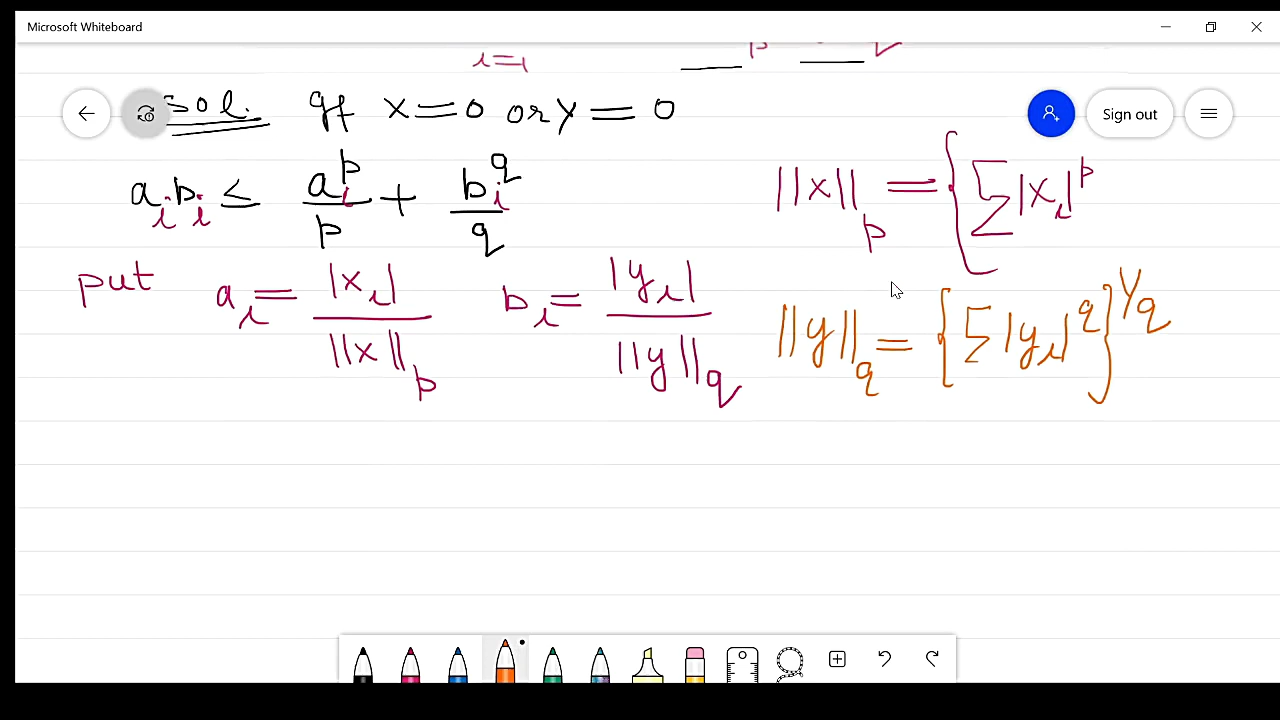 Microsoft Whiteboard
i=1
Sol. If x=0 or y=0
Sign out
a_i b_i ≤ a_i^p/p + b_i^q/q
||x||_p = { Σ|x_i|^p
put a_i = |x_i|/||x||_p b_i = |y_i|/||y||_q
||y||_q = { Σ|y_i|^q }^1/q